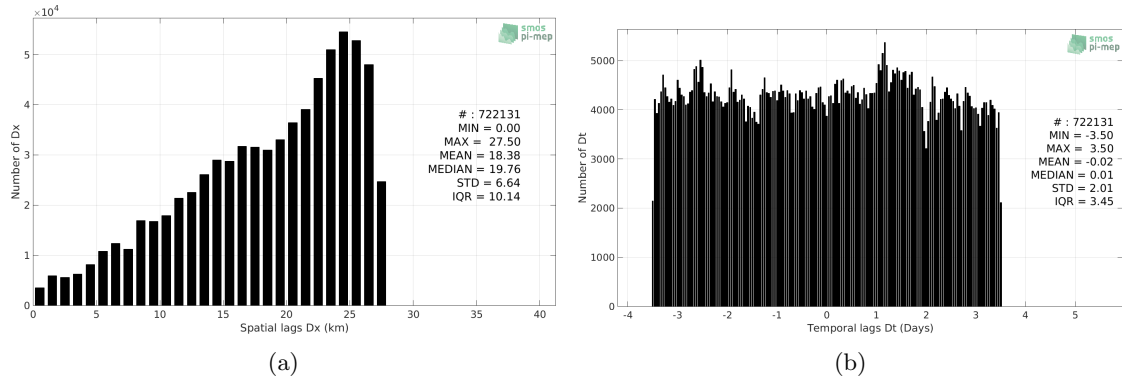 ×10⁴
5
4
3
2
1
0
Number of Dx
0 5 10 15 20 25 30 35 40
Spatial lags Dx (km)
smos
pi-mep
# : 722131
MIN = 0.00
MAX = 27.50
MEAN = 18.38
MEDIAN = 19.76
STD = 6.64
IQR = 10.14
(a)
5000
4000
3000
2000
1000
0
Number of Dt
-4 -3 -2 -1 0 1 2 3 4 5
Temporal lags Dt (Days)
smos
pi-mep
# : 722131
MIN = -3.50
MAX = 3.50
MEAN = -0.02
MEDIAN = 0.01
STD = 2.01
IQR = 3.45
(b)